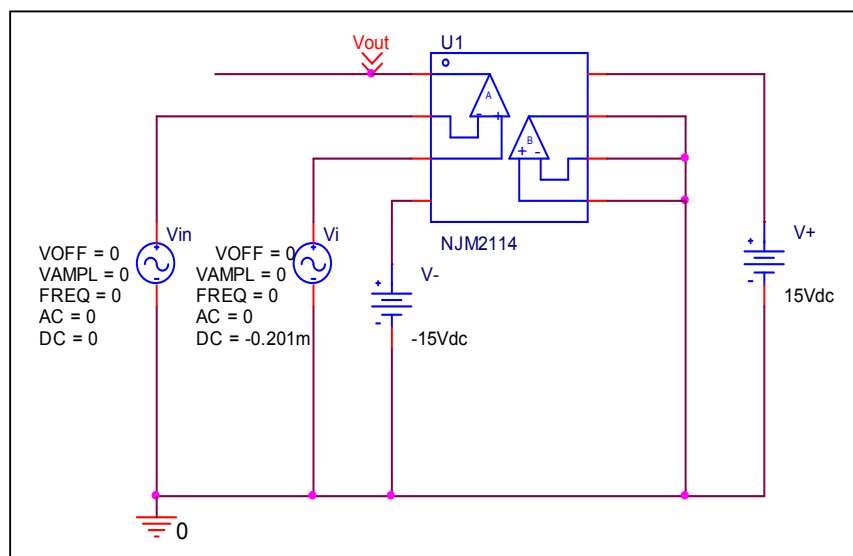 Vout
U1
A
B
- +
+ -
NJM2114
Vin
+
-
VOFF = 0
VAMPL = 0
FREQ = 0
AC = 0
DC = 0
Vi
+
-
VOFF = 0
VAMPL = 0
FREQ = 0
AC = 0
DC = -0.201m
V-
+
-
-15Vdc
V+
+
-
15Vdc
0